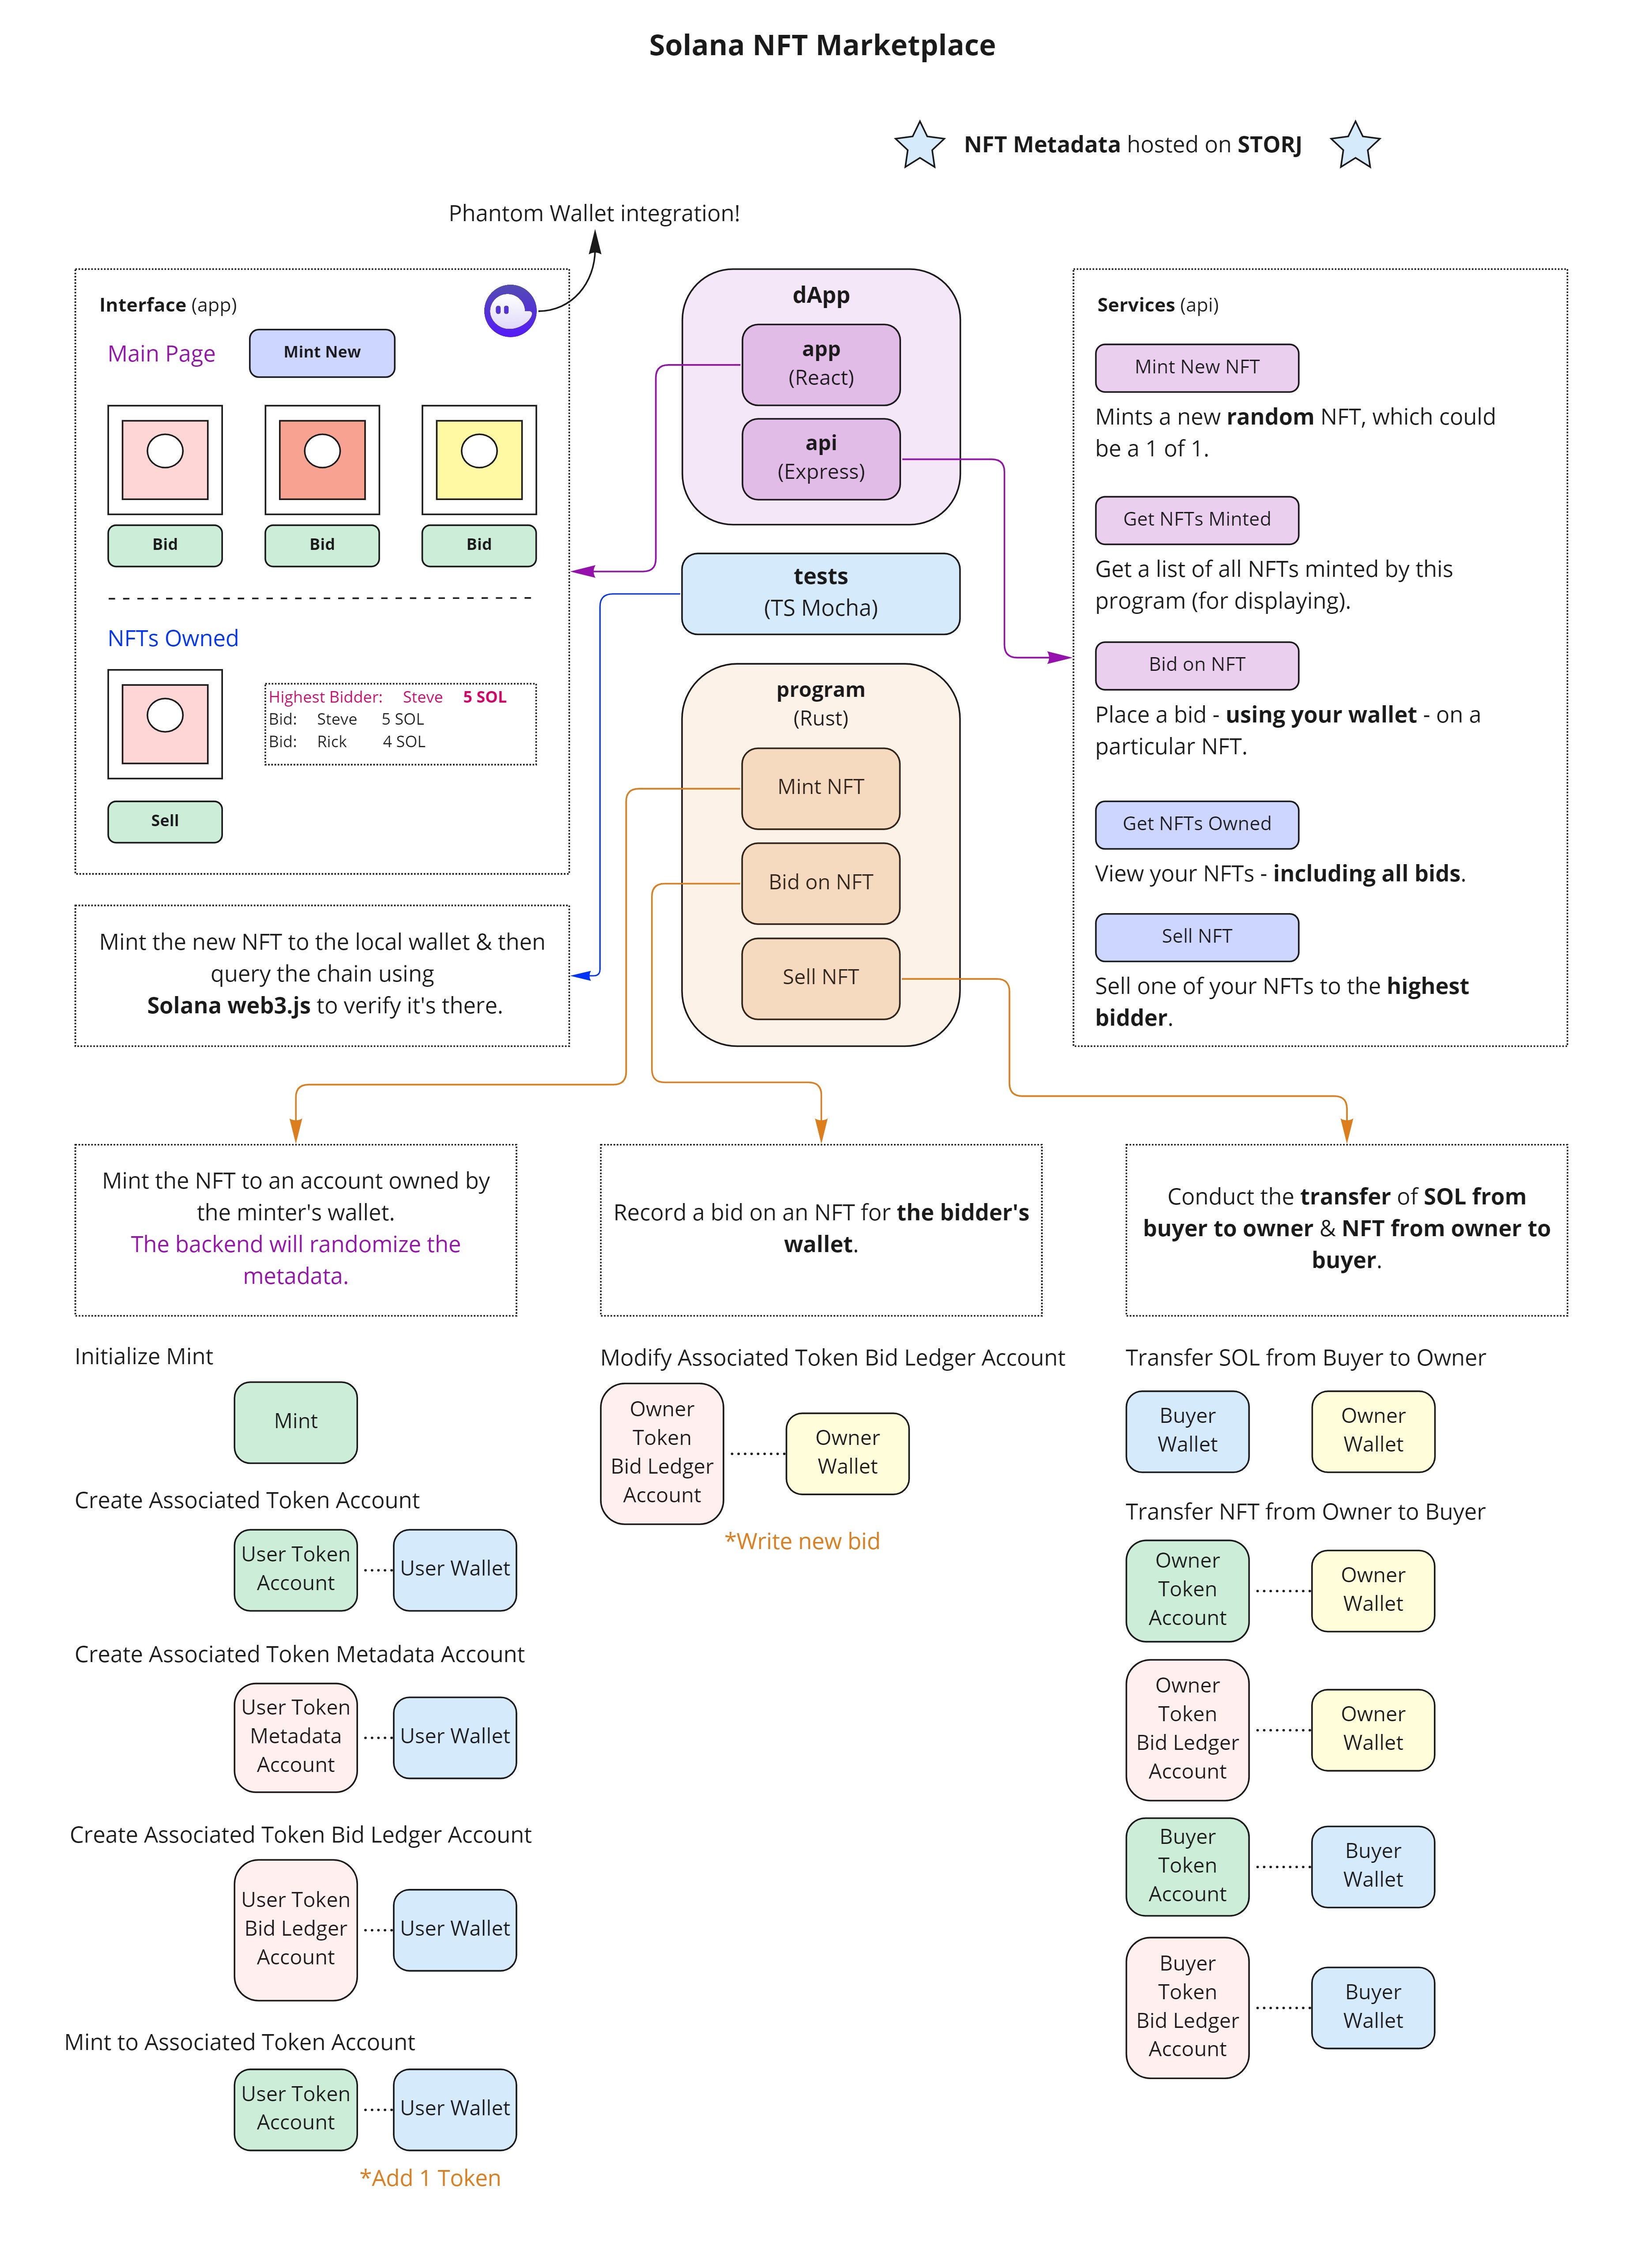 Solana NFT Marketplace
NFT Metadata hosted on STORJ
Phantom Wallet integration!
Interface (app)
Main Page
Mint New
Bid
Bid
Bid
NFTs Owned
Highest Bidder: Steve 5 SOL
Bid: Steve 5 SOL
Bid: Rick 4 SOL
Sell
Mint the new NFT to the local wallet & then
query the chain using
Solana web3.js to verify it's there.
dApp
app
(React)
api
(Express)
tests
(TS Mocha)
program
(Rust)
Mint NFT
Bid on NFT
Sell NFT
Services (api)
Mint New NFT
Mints a new random NFT, which could
be a 1 of 1.
Get NFTs Minted
Get a list of all NFTs minted by this
program (for displaying).
Bid on NFT
Place a bid - using your wallet - on a
particular NFT.
Get NFTs Owned
View your NFTs - including all bids.
Sell NFT
Sell one of your NFTs to the highest
bidder.
Mint the NFT to an account owned by
the minter's wallet.
The backend will randomize the
metadata.
Initialize Mint
Mint
Create Associated Token Account
User Token
Account
User Wallet
Create Associated Token Metadata Account
User Token
Metadata
Account
User Wallet
Create Associated Token Bid Ledger Account
User Token
Bid Ledger
Account
User Wallet
Mint to Associated Token Account
User Token
Account
User Wallet
*Add 1 Token
Record a bid on an NFT for the bidder's
wallet.
Modify Associated Token Bid Ledger Account
Owner
Token
Bid Ledger
Account
Owner
Wallet
*Write new bid
Conduct the transfer of SOL from
buyer to owner & NFT from owner to
buyer.
Transfer SOL from Buyer to Owner
Buyer
Wallet
Owner
Wallet
Transfer NFT from Owner to Buyer
Owner
Token
Account
Owner
Wallet
Owner
Token
Bid Ledger
Account
Owner
Wallet
Buyer
Token
Account
Buyer
Wallet
Buyer
Token
Bid Ledger
Account
Buyer
Wallet